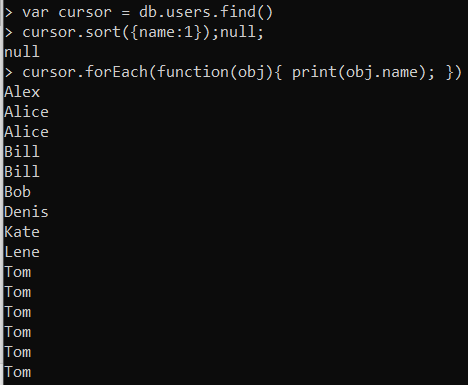 > var cursor = db.users.find()
> cursor.sort({name:1});null;
null
> cursor.forEach(function(obj){ print(obj.name); })
Alex
Alice
Alice
Bill
Bill
Bob
Denis
Kate
Lene
Tom
Tom
Tom
Tom
Tom
Tom